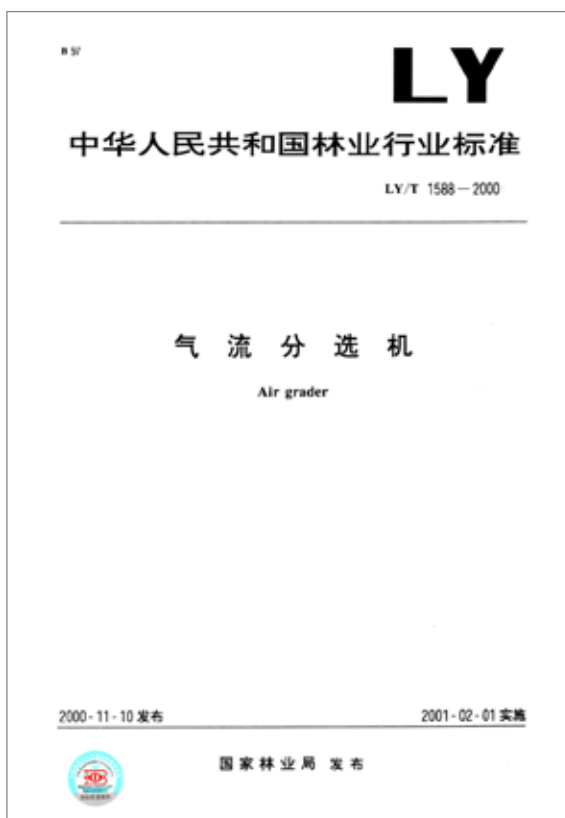 B 97
LY
中华人民共和国林业行业标准
LY/T 1588—2000
气流分选机
Air grader
2000-11-10 发布
2001-02-01 实施
国家林业局 发布